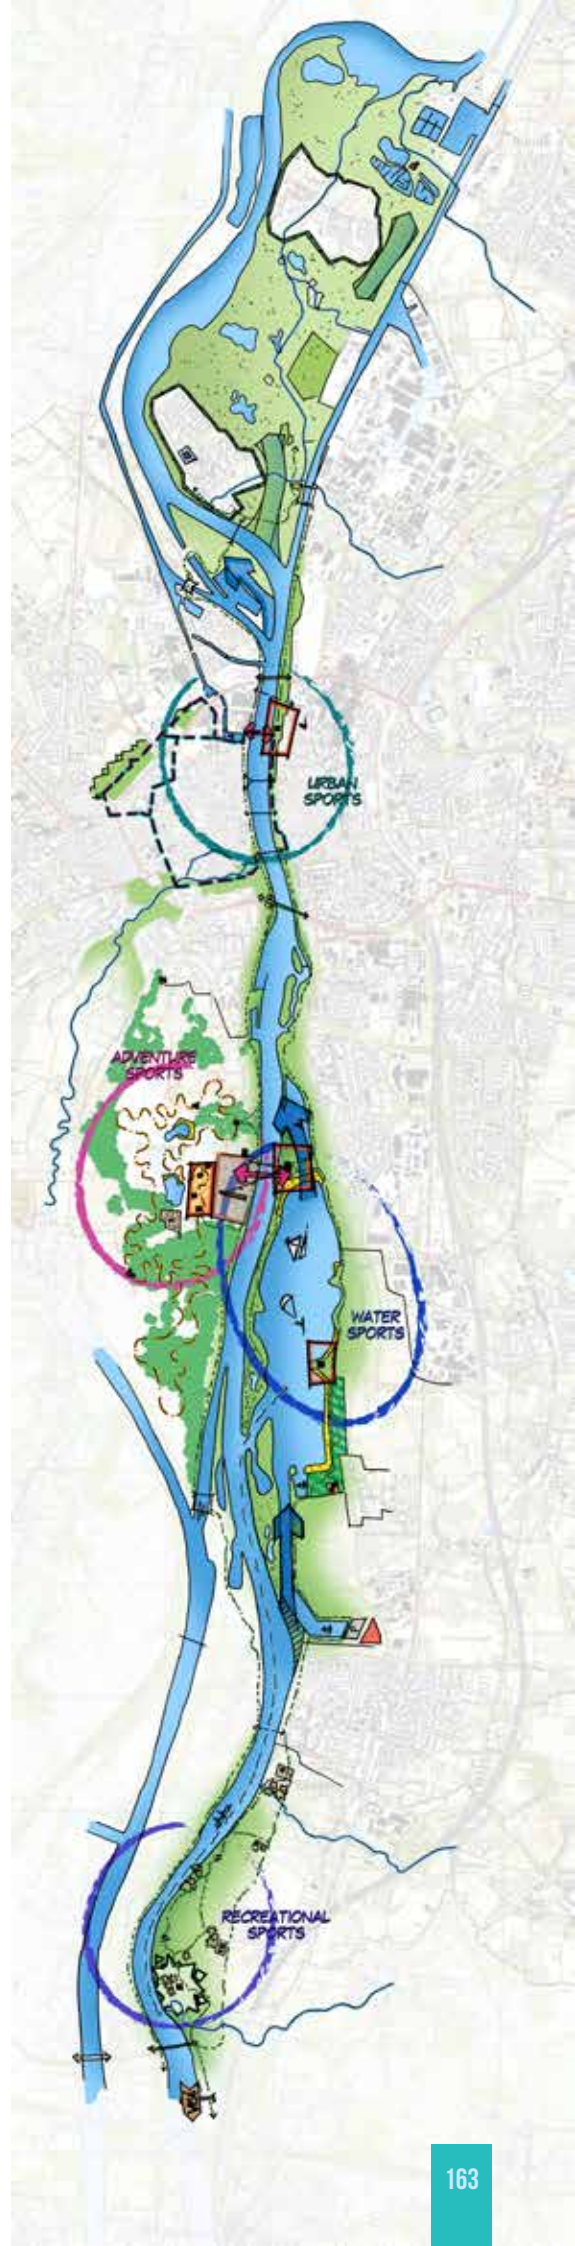 URBAN
SPORTS
ADVENTURE
SPORTS
WATER
SPORTS
RECREATIONAL
SPORTS
163